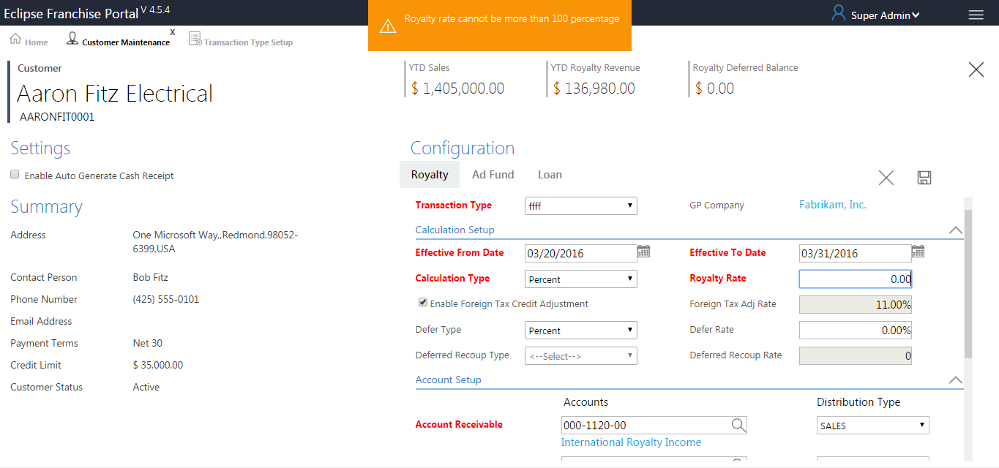 Eclipse Franchise Portal V 4.5.4
Royalty rate cannot be more than 100 percentage
Super Admin
Home
Customer Maintenance
X
Transaction Type Setup
Customer
Aaron Fitz Electrical
AARONFIT0001
YTD Sales
$ 1,405,000.00
YTD Royalty Revenue
$ 136,980.00
Royalty Deferred Balance
$ 0.00
Settings
Enable Auto Generate Cash Receipt
Summary
Address
One Microsoft Way,,Redmond,98052-
6399,USA
Contact Person
Bob Fitz
Phone Number
(425) 555-0101
Email Address
Payment Terms
Net 30
Credit Limit
$ 35,000.00
Customer Status
Active
Configuration
Royalty
Ad Fund
Loan
Transaction Type
ffff
GP Company
Fabrikam, Inc.
Calculation Setup
Effective From Date
03/20/2016
Effective To Date
03/31/2016
Calculation Type
Percent
Royalty Rate
0.00
Enable Foreign Tax Credit Adjustment
Foreign Tax Adj Rate
11.00%
Defer Type
Percent
Defer Rate
0.00%
Deferred Recoup Type
<--Select-->
Deferred Recoup Rate
0
Account Setup
Accounts
Distribution Type
Account Receivable
000-1120-00
SALES
International Royalty Income